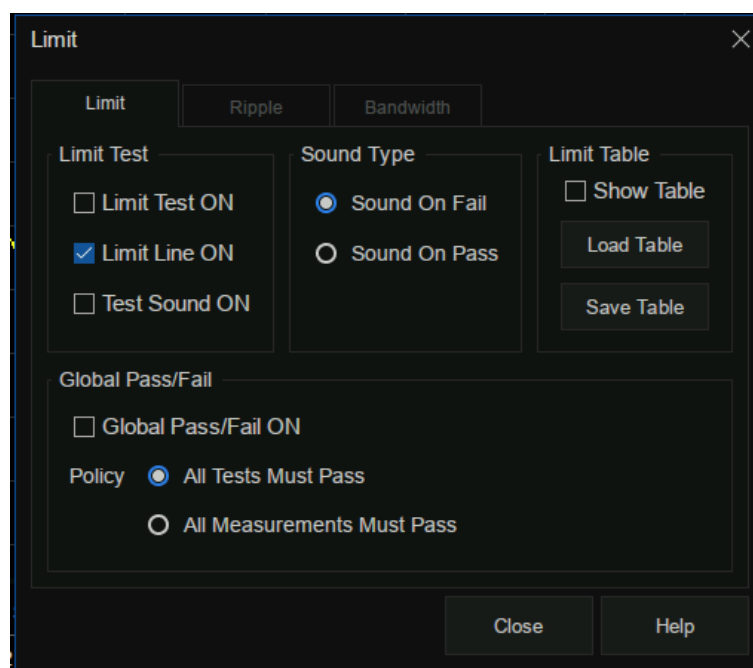 Limit
Limit Ripple Bandwidth
Limit Test Sound Type Limit Table
Limit Test ON Sound On Fail Show Table
Limit Line ON Sound On Pass Load Table
Test Sound ON Save Table
Global Pass/Fail
Global Pass/Fail ON
Policy All Tests Must Pass
All Measurements Must Pass
Close Help